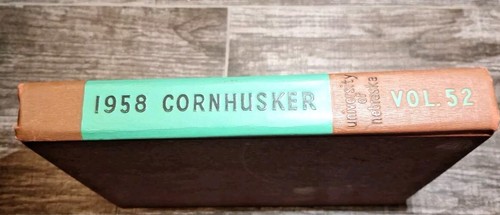 1958 CORNHUSKER
university
of
nebraska
VOL. 52